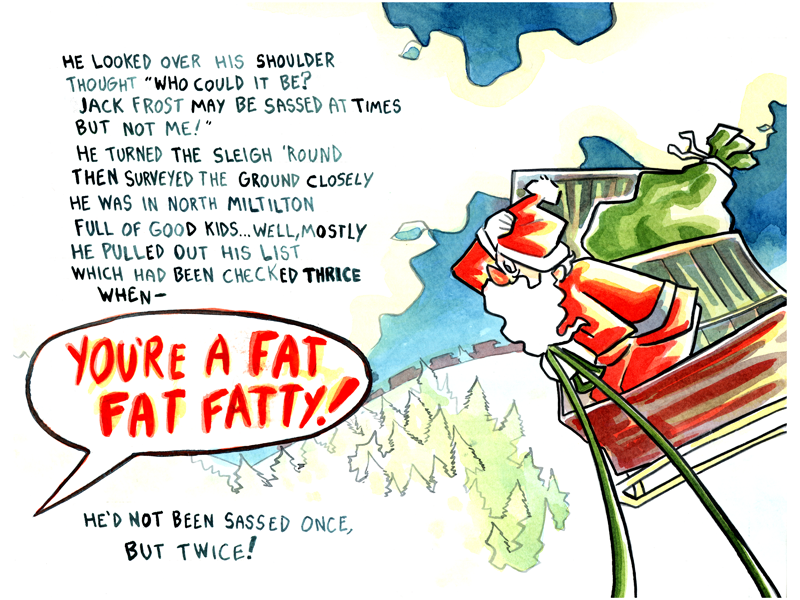 HE LOOKED OVER HIS SHOULDER
THOUGHT "WHO COULD IT BE?
JACK FROST MAY BE SASSED AT TIMES
BUT NOT ME!"
HE TURNED THE SLEIGH 'ROUND
THEN SURVEYED THE GROUND CLOSELY
HE WAS IN NORTH MILTILTON
FULL OF GOOD KIDS...WELL, MOSTLY
HE PULLED OUT HIS LIST
WHICH HAD BEEN CHECKED THRICE
WHEN—
YOU'RE A FAT
FAT FATTY!
HE'D NOT BEEN SASSED ONCE,
BUT TWICE!